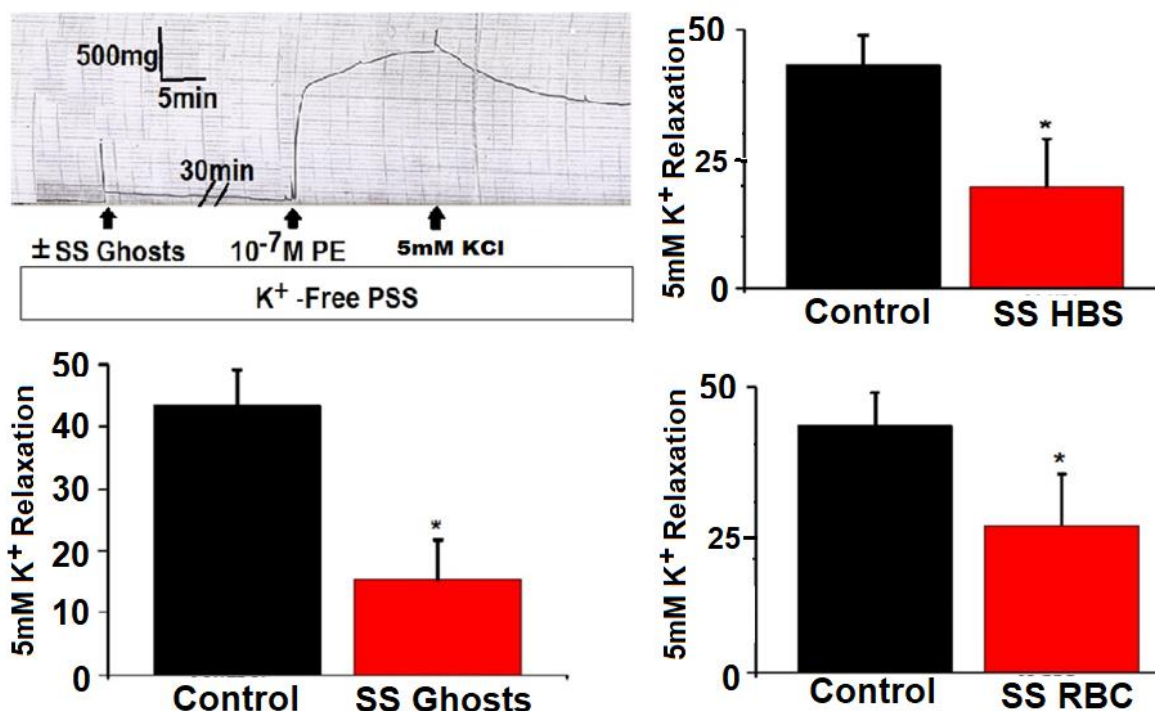 500mg
5min
30min
± SS Ghosts
10⁻⁷M PE
5mM KCl
K⁺ -Free PSS
5mM K⁺ Relaxation
50
25
0
Control
SS HBS
*
5mM K⁺ Relaxation
50
40
30
20
10
0
Control
SS Ghosts
*
5mM K⁺ Relaxation
50
25
0
Control
SS RBC
*